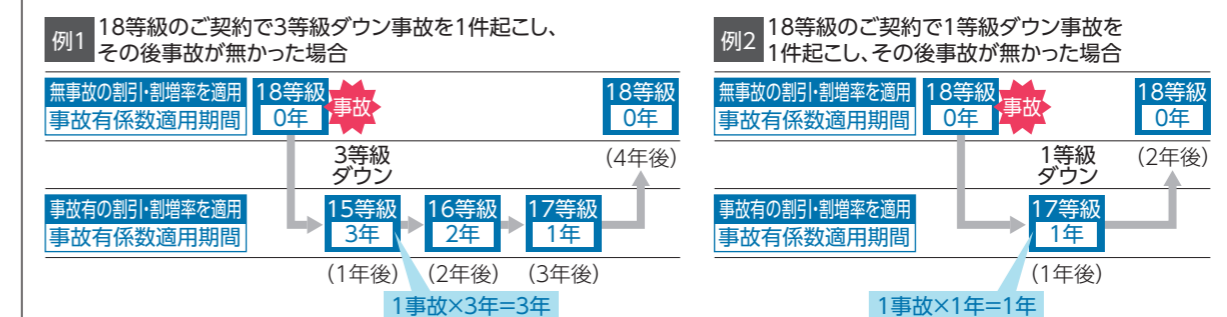 例1 18等級のご契約で3等級ダウン事故を1件起こし、
その後事故が無かった場合
無事故の割引・割増率を適用 18等級 事故 18等級
事故有係数適用期間 0年 0年
3等級
ダウン
(4年後)
事故有の割引・割増率を適用 15等級 16等級 17等級
事故有係数適用期間 3年 2年 1年
(1年後) (2年後) (3年後)
1事故×3年=3年
例2 18等級のご契約で1等級ダウン事故を
1件起こし、その後事故が無かった場合
無事故の割引・割増率を適用 18等級 事故 18等級
事故有係数適用期間 0年 0年
1等級
ダウン
(2年後)
事故有の割引・割増率を適用 17等級
事故有係数適用期間 1年
(1年後)
1事故×1年=1年